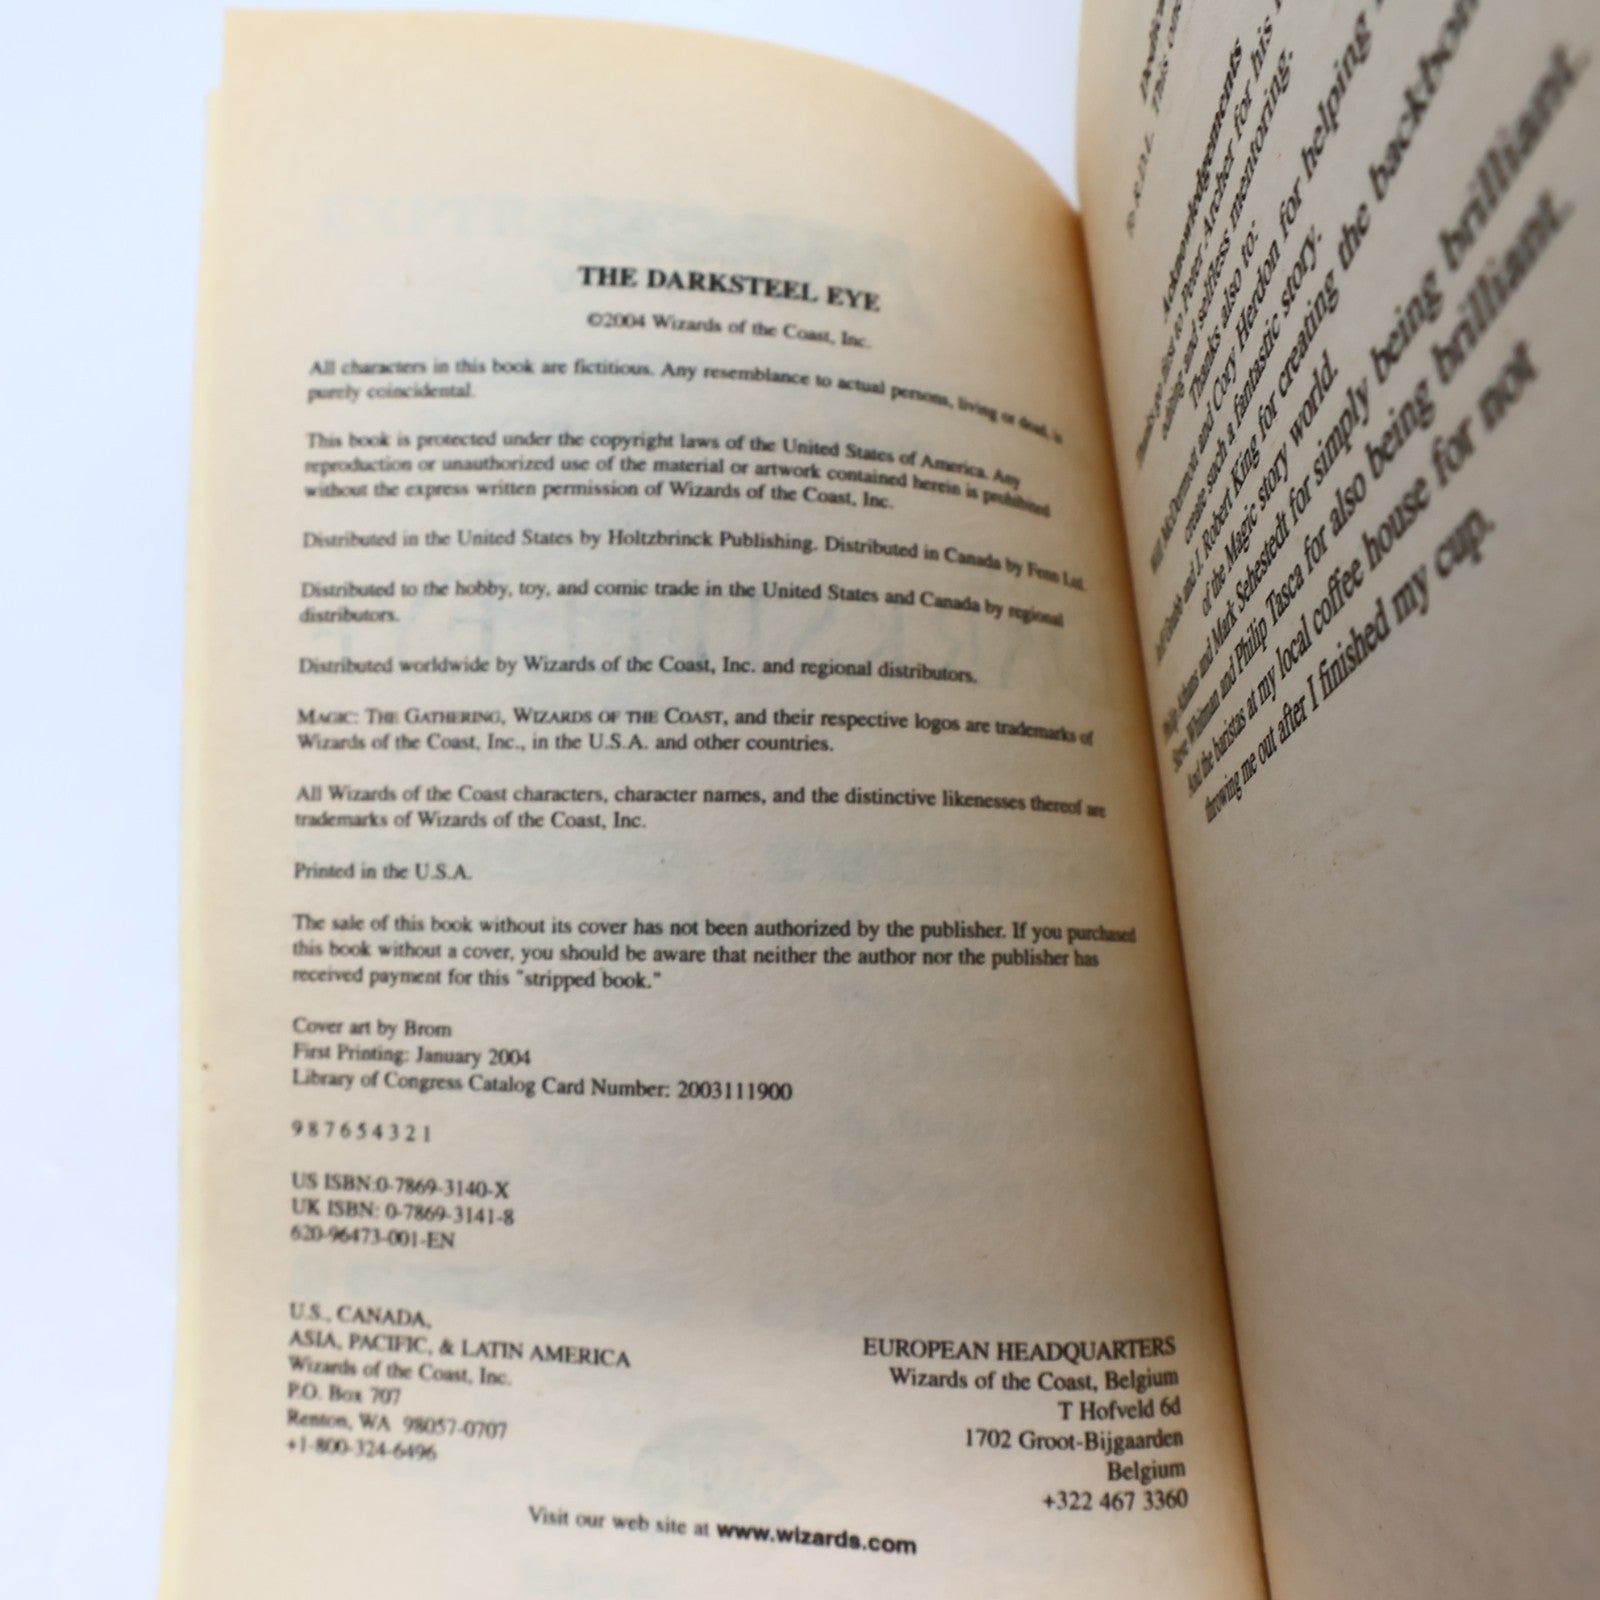 THE DARKSTEEL EYE
©2004 Wizards of the Coast, Inc.
All characters in this book are fictitious. Any resemblance to actual persons, living or dead, is
purely coincidental.
This book is protected under the copyright laws of the United States of America. Any
reproduction or unauthorized use of the material or artwork contained herein is prohibited
without the express written permission of Wizards of the Coast, Inc.
Distributed in the United States by Holtzbrinck Publishing. Distributed in Canada by Fenn Ltd.
Distributed to the hobby, toy, and comic trade in the United States and Canada by regional
distributors.
Distributed worldwide by Wizards of the Coast, Inc. and regional distributors.
MAGIC: THE GATHERING, WIZARDS OF THE COAST, and their respective logos are trademarks of
Wizards of the Coast, Inc., in the U.S.A. and other countries.
All Wizards of the Coast characters, character names, and the distinctive likenesses thereof are
trademarks of Wizards of the Coast, Inc.
Printed in the U.S.A.
The sale of this book without its cover has not been authorized by the publisher. If you purchased
this book without a cover, you should be aware that neither the author nor the publisher has
received payment for this "stripped book."
Cover art by Brom
First Printing: January 2004
Library of Congress Catalog Card Number: 2003111900
9 8 7 6 5 4 3 2 1
US ISBN:0-7869-3140-X
UK ISBN: 0-7869-3141-8
620-96473-001-EN
U.S., CANADA,
ASIA, PACIFIC, & LATIN AMERICA
Wizards of the Coast, Inc.
P.O. Box 707
Renton, WA 98057-0707
+1-800-324-6496
EUROPEAN HEADQUARTERS
Wizards of the Coast, Belgium
T Hofveld 6d
1702 Groot-Bijgaarden
Belgium
+322 467 3360
Visit our web site at www.wizards.com
Acknowledgements
to Peter Archer for his
and selfless mentoring.
Thanks also to:
Will McDermott and Cory Herdon for helping
create such a fantastic story.
and J. Robert King for creating the backbone
of the Magic story world.
and Mark Sehestedt for simply being brilliant.
Steve Whitman and Philip Tasca for also being brilliant.
And the baristas at my local coffee house for not
throwing me out after I finished my cup.